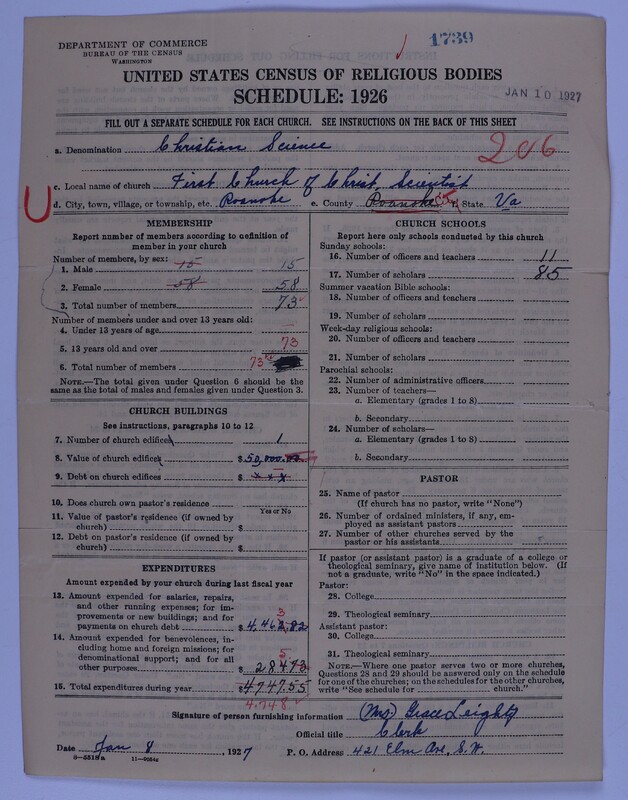 1739
DEPARTMENT OF COMMERCE
BUREAU OF THE CENSUS
WASHINGTON
UNITED STATES CENSUS OF RELIGIOUS BODIES
SCHEDULE: 1926
JAN 10 1927
FILL OUT A SEPARATE SCHEDULE FOR EACH CHURCH. SEE INSTRUCTIONS ON THE BACK OF THIS SHEET
a. Denomination Christian Science
206
c. Local name of church First Church of Christ, Scientist
d. City, town, village, or township, etc. Roanoke e. County Roanoke f. State Va
MEMBERSHIP
Report number of members according to definition of
member in your church
Number of members, by sex:
1. Male 15 15
2. Female 58 58
3. Total number of members 73
Number of members under and over 13 years old:
4. Under 13 years of age
5. 13 years old and over 73
6. Total number of members 73
NOTE.—The total given under Question 6 should be
the same as the total of males and females given under Question 3.
CHURCH BUILDINGS
See instructions, paragraphs 10 to 12
7. Number of church edifices 1
8. Value of church edifices $50,000.00
9. Debt on church edifices $ x x x
10. Does church own pastor's residence
Yes or No
11. Value of pastor's residence (if owned by
church) $
12. Debt on pastor's residence (if owned by
church) $
EXPENDITURES
Amount expended by your church during last fiscal year
13. Amount expended for salaries, repairs,
and other running expenses; for im-
provements or new buildings; and for
payments on church debt $4,462.82
3
14. Amount expended for benevolences, in-
cluding home and foreign missions; for
denominational support; and for all
other purposes $284.73
5
15. Total expenditures during year $4747.55
4.748
CHURCH SCHOOLS
Report here only schools conducted by this church
Sunday schools:
16. Number of officers and teachers 11
17. Number of scholars 85
Summer vacation Bible schools:
18. Number of officers and teachers
19. Number of scholars
Week-day religious schools:
20. Number of officers and teachers
21. Number of scholars
Parochial schools:
22. Number of administrative officers
23. Number of teachers—
a. Elementary (grades 1 to 8)
b. Secondary
24. Number of scholars—
a. Elementary (grades 1 to 8)
b. Secondary
PASTOR
25. Name of pastor
(If church has no pastor, write "None")
26. Number of ordained ministers, if any, em-
ployed as assistant pastors
27. Number of other churches served by the
pastor or his assistants
If pastor (or assistant pastor) is a graduate of a college or
theological seminary, give name of institution below. (If
not a graduate, write "No" in the space indicated.)
Pastor:
28. College
29. Theological seminary
Assistant pastor:
30. College
31. Theological seminary
NOTE.—Where one pastor serves two or more churches,
Questions 28 and 29 should be answered only on the schedule
for one of the churches; on the schedules for the other churches,
write "See schedule for church."
Signature of person furnishing information (Mrs) Grace Leighty
Official title Clerk
Date Jan 8, 1927 P. O. Address 421 Elm Ave, S.W.
9—5518a 11—9054a